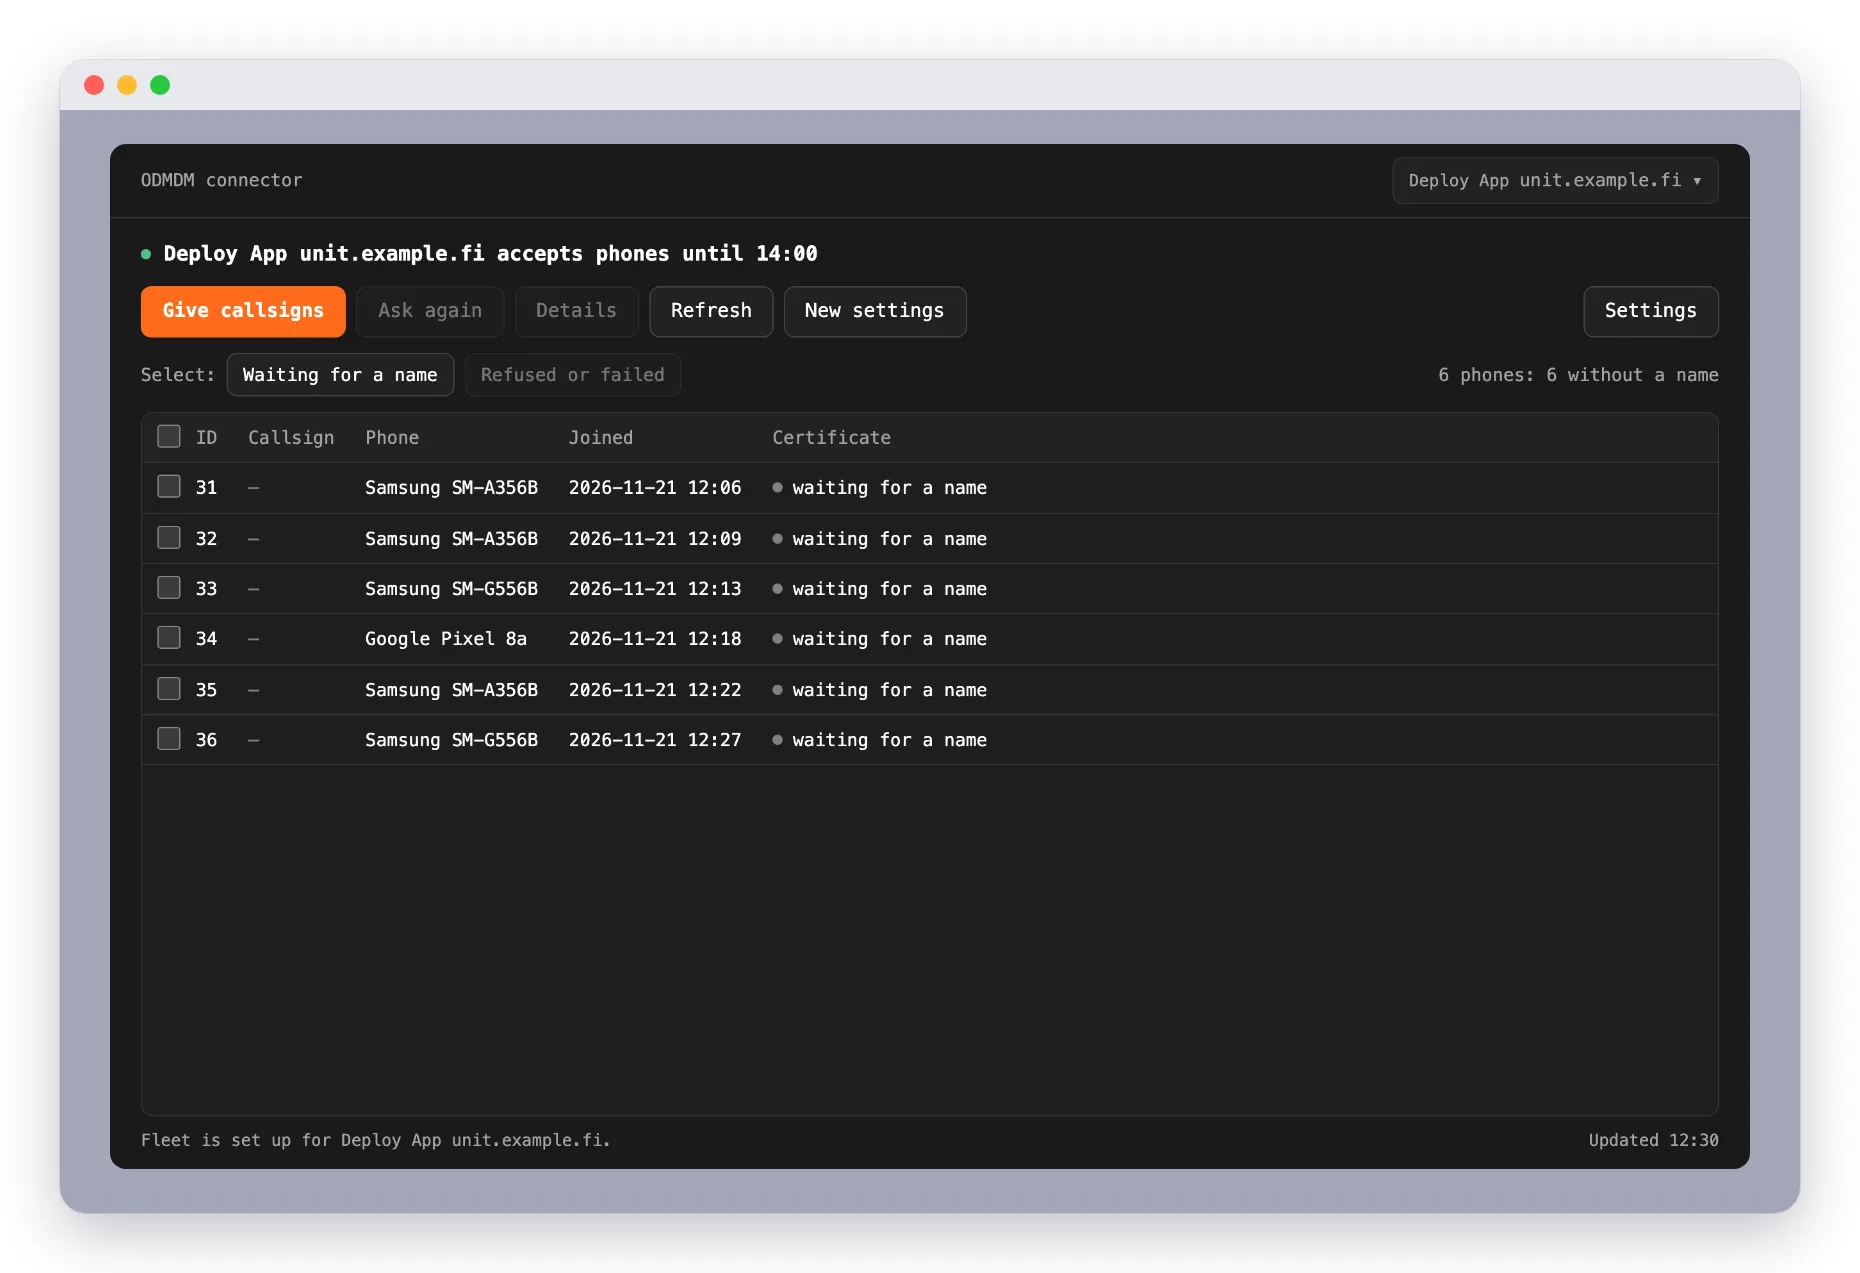 ODMDM connector
Deploy App unit.example.fi ▾
Deploy App unit.example.fi accepts phones until 14:00
Give callsigns Ask again Details Refresh New settings Settings
Select: Waiting for a name Refused or failed 6 phones: 6 without a name
ID Callsign Phone Joined Certificate
31 — Samsung SM-A356B 2026-11-21 12:06 waiting for a name
32 — Samsung SM-A356B 2026-11-21 12:09 waiting for a name
33 — Samsung SM-G556B 2026-11-21 12:13 waiting for a name
34 — Google Pixel 8a 2026-11-21 12:18 waiting for a name
35 — Samsung SM-A356B 2026-11-21 12:22 waiting for a name
36 — Samsung SM-G556B 2026-11-21 12:27 waiting for a name
Fleet is set up for Deploy App unit.example.fi. Updated 12:30